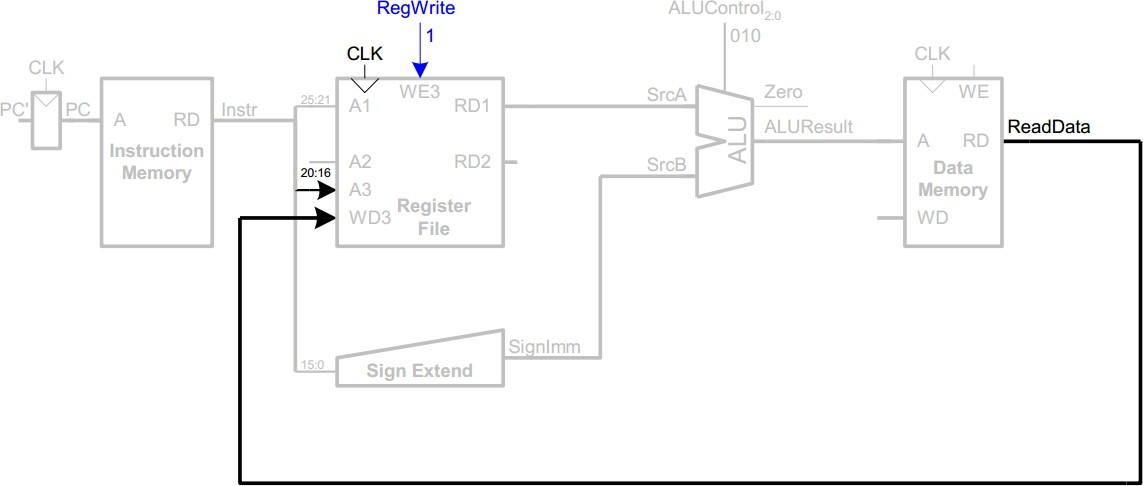 RegWrite
ALUControl2:0
1
010
CLK
CLK
CLK
PC'
PC
A
RD
Instr
Instruction
Memory
25:21
A1
WE3
RD1
A2
RD2
20:16
A3
WD3
Register
File
SrcA
SrcB
ALU
Zero
ALUResult
WE
A
RD
Data
Memory
WD
ReadData
15:0
Sign Extend
SignImm